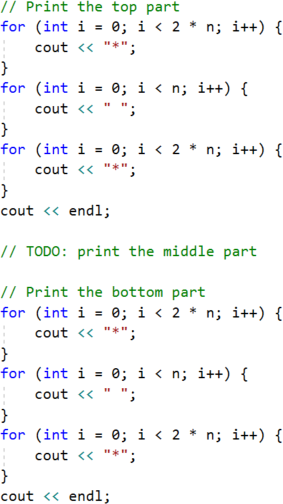 // Print the top part
for (int i = 0; i < 2 * n; i++) {
    cout << "*";
}
for (int i = 0; i < n; i++) {
    cout << " ";
}
for (int i = 0; i < 2 * n; i++) {
    cout << "*";
}
cout << endl;

// TODO: print the middle part

// Print the bottom part
for (int i = 0; i < 2 * n; i++) {
    cout << "*";
}
for (int i = 0; i < n; i++) {
    cout << " ";
}
for (int i = 0; i < 2 * n; i++) {
    cout << "*";
}
cout << endl;